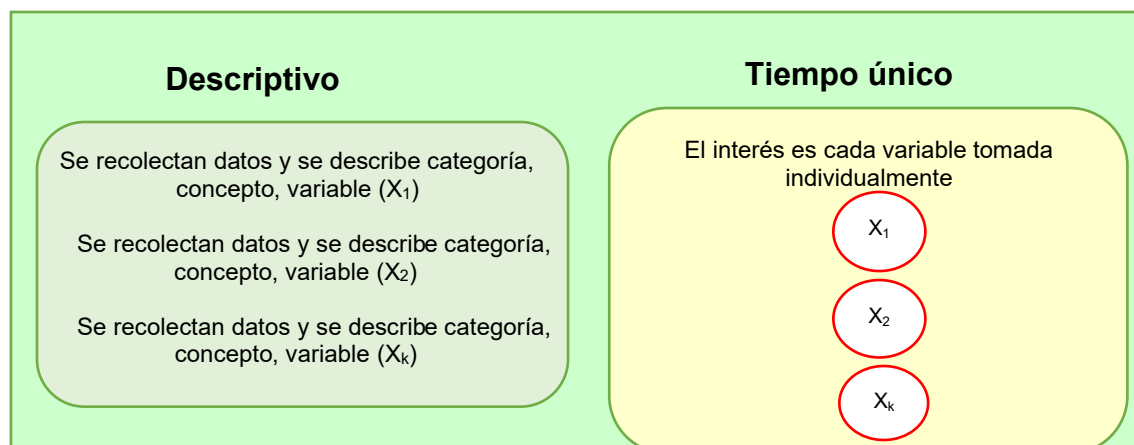 Descriptivo
Se recolectan datos y se describe categoría,
concepto, variable (X₁)
Se recolectan datos y se describe categoría,
concepto, variable (X₂)
Se recolectan datos y se describe categoría,
concepto, variable (Xₖ)
Tiempo único
El interés es cada variable tomada
individualmente
X₁
X₂
Xₖ